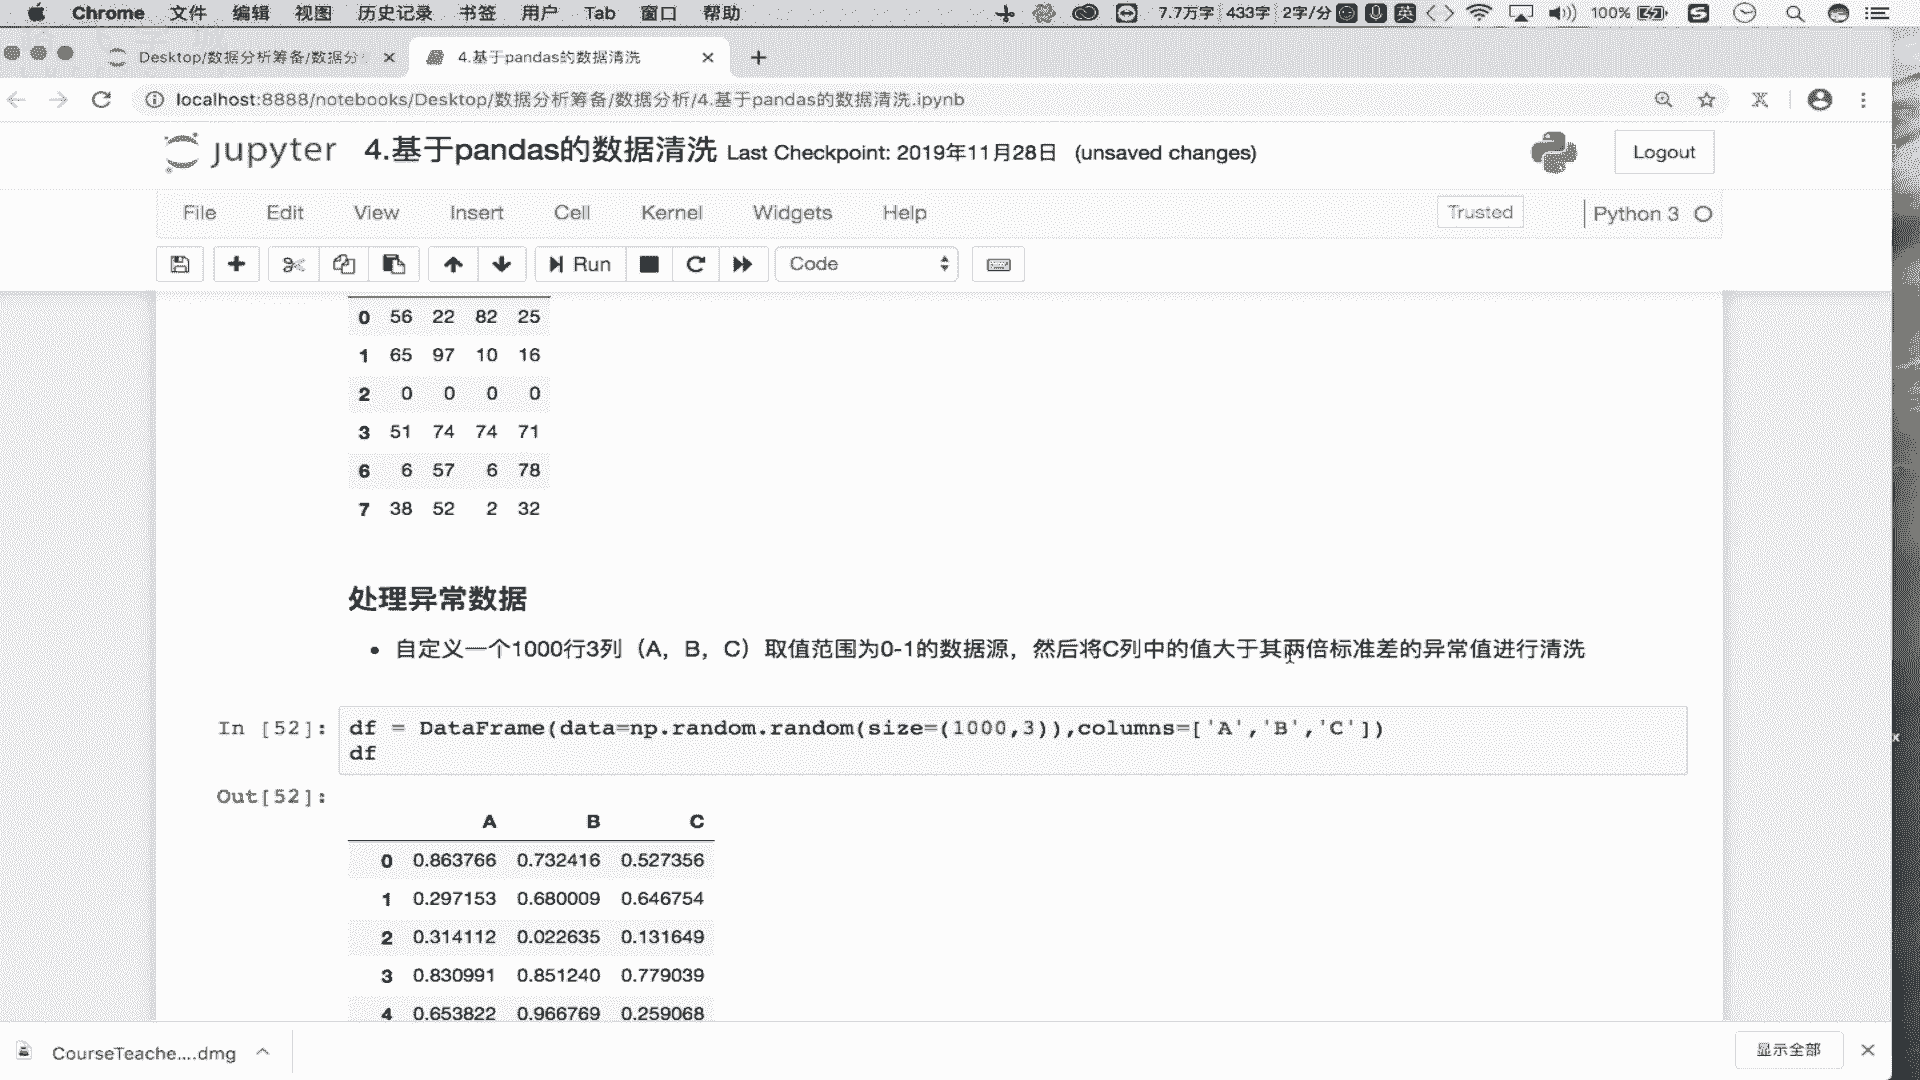 Chrome 文件 编辑 视图 历史记录 书签 用户 Tab 窗口 帮助 7.7万字 433字 2字/分 英 100%
Desktop/数据分析筹备/数据分 4.基于pandas的数据清洗
localhost:8888/notebooks/Desktop/数据分析筹备/数据分析/4.基于pandas的数据清洗.ipynb
jupyter 4.基于pandas的数据清洗 Last Checkpoint: 2019年11月28日 (unsaved changes) Logout
File Edit View Insert Cell Kernel Widgets Help Trusted Python 3
Run Code
0 56 22 82 25
1 65 97 10 16
2 0 0 0 0
3 51 74 74 71
6 6 57 6 78
7 38 52 2 32
处理异常数据
自定义一个1000行3列（A，B，C）取值范围为0-1的数据源，然后将C列中的值大于其两倍标准差的异常值进行清洗
In [52]: df = DataFrame(data=np.random.random(size=(1000,3)),columns=['A','B','C'])
df
Out[52]:
A B C
0 0.863766 0.732416 0.527356
1 0.297153 0.680009 0.646754
2 0.314112 0.022635 0.131649
3 0.830991 0.851240 0.779039
4 0.653822 0.966769 0.259068
CourseTeache....dmg 显示全部